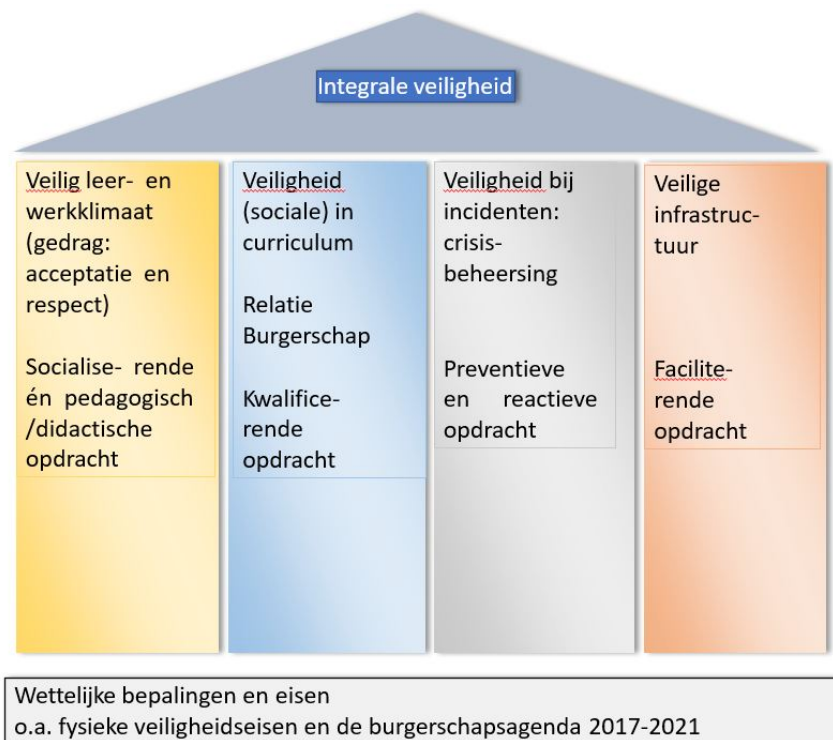 Integrale veiligheid
Veilig leer- en
werkklimaat
(gedrag:
acceptatie en
respect)
Socialise- rende
én pedagogisch
/didactische
opdracht
Veiligheid
(sociale) in
curriculum
Relatie
Burgerschap
Kwalifice-
rende
opdracht
Veiligheid bij
incidenten:
crisis-
beheersing
Preventieve
en reactieve
opdracht
Veilige
infrastruc-
tuur
Facilite-
rende
opdracht
Wettelijke bepalingen en eisen
o.a. fysieke veiligheidseisen en de burgerschapsagenda 2017-2021